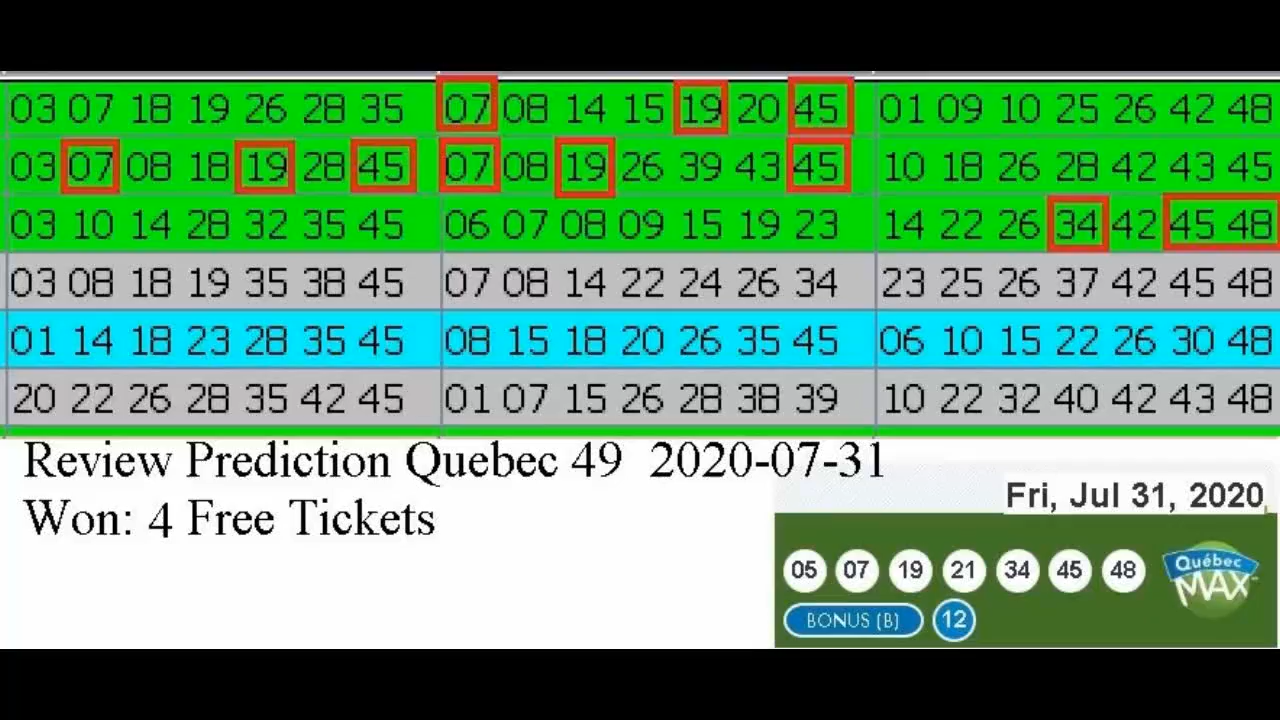 03 07 18 19 26 28 35 07 08 14 15 19 20 45 01 09 10 25 26 42 48
03 07 08 18 19 28 45 07 08 19 26 39 43 45 10 18 26 28 42 43 45
03 10 14 28 32 35 45 06 07 08 09 15 19 23 14 22 26 34 42 45 48
03 08 18 19 35 38 45 07 08 14 22 24 26 34 23 25 26 37 42 45 48
01 14 18 23 28 35 45 08 15 18 20 26 35 45 06 10 15 22 26 30 48
20 22 26 28 35 42 45 01 07 15 26 28 38 39 10 22 32 40 42 43 48
Review Prediction Quebec 49 2020-07-31
Won: 4 Free Tickets
Fri, Jul 31, 2020
05 07 19 21 34 45 48
Québec
MAX
BONUS (B) 12